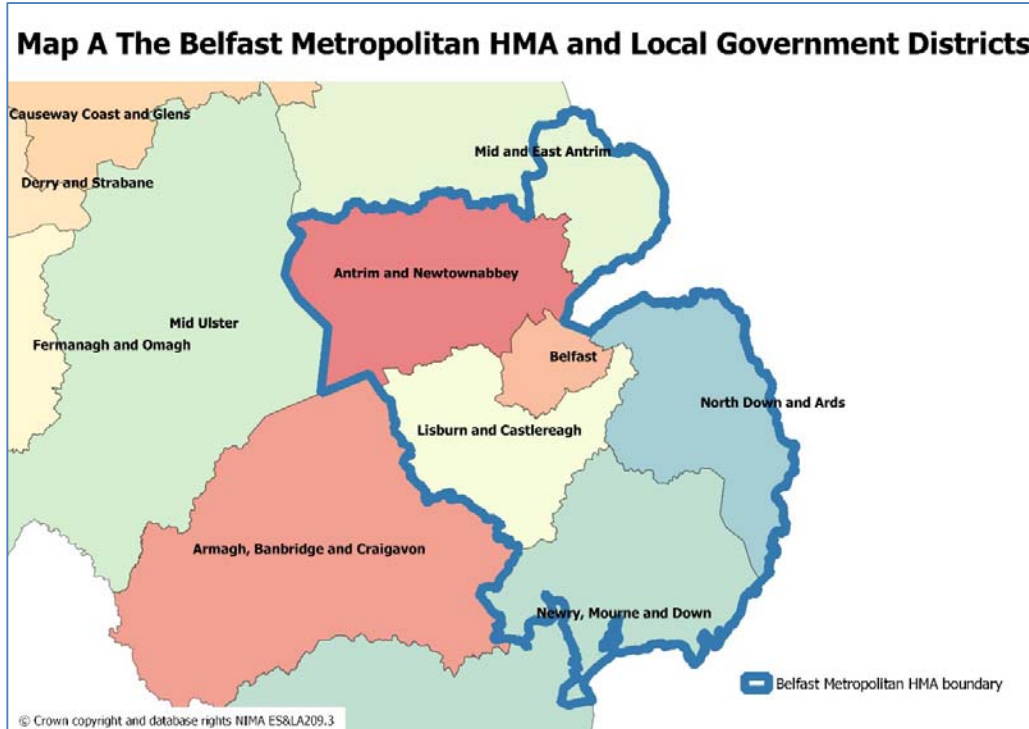 Map A The Belfast Metropolitan HMA and Local Government Districts
Causeway Coast and Glens
Mid and East Antrim
Derry and Strabane
Antrim and Newtownabbey
Mid Ulster
Fermanagh and Omagh
Belfast
North Down and Ards
Lisburn and Castlereagh
Armagh, Banbridge and Craigavon
Newry, Mourne and Down
Belfast Metropolitan HMA boundary
© Crown copyright and database rights NIMA ES&LA209.3